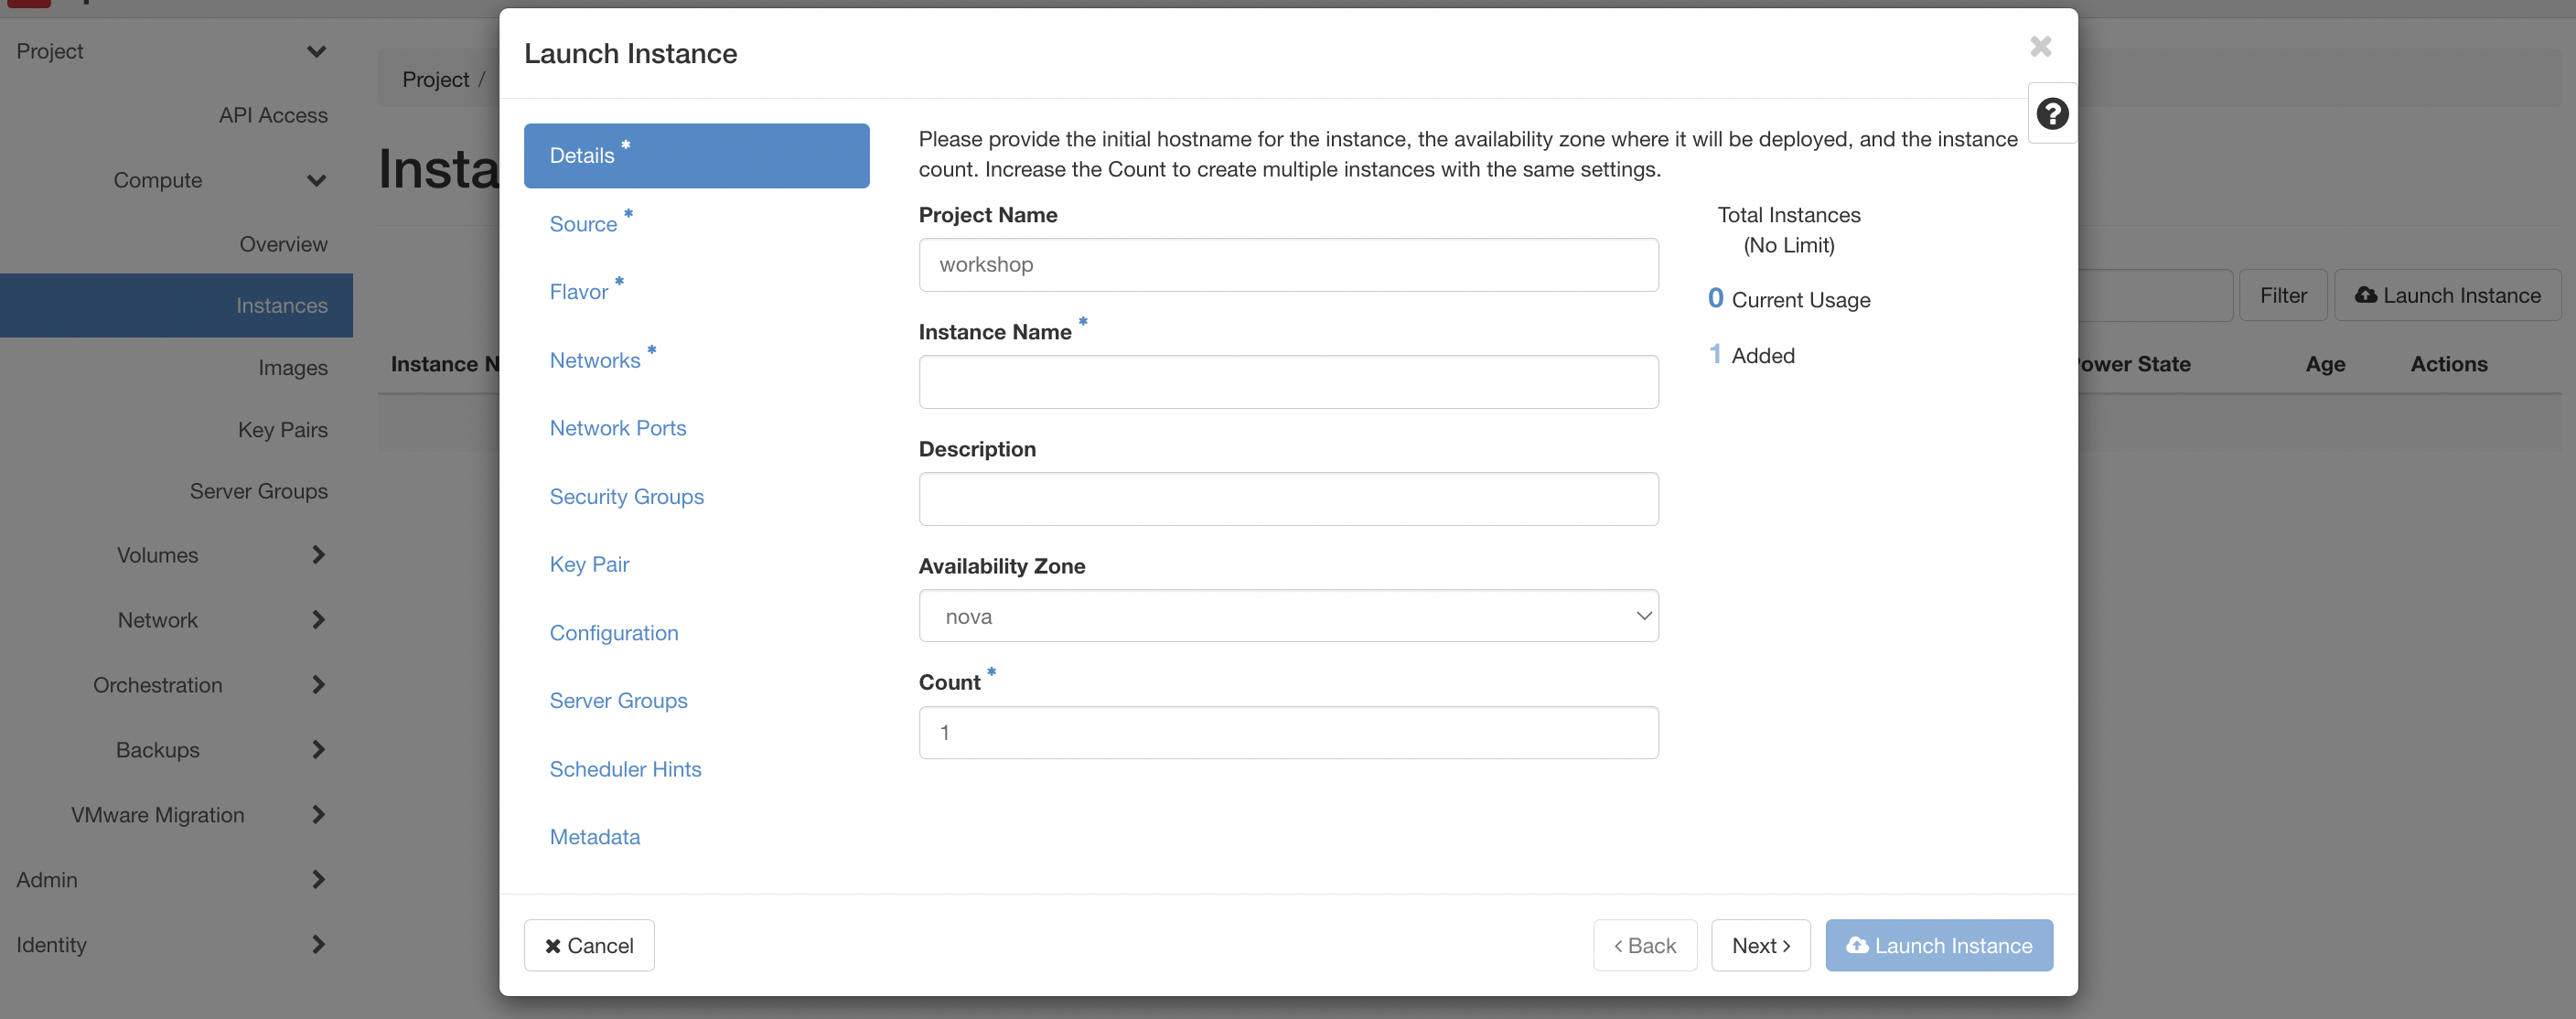 Project
API Access
Compute
Overview
Instances
Images
Key Pairs
Server Groups
Volumes
Network
Orchestration
Backups
VMware Migration
Admin
Identity
Project /
Insta
Filter
Launch Instance
Instance N
Power State
Age
Actions
Launch Instance
Details *
Source *
Flavor *
Networks *
Network Ports
Security Groups
Key Pair
Configuration
Server Groups
Scheduler Hints
Metadata
Please provide the initial hostname for the instance, the availability zone where it will be deployed, and the instance
count. Increase the Count to create multiple instances with the same settings.
Project Name
workshop
Instance Name *
Description
Availability Zone
nova
Count *
1
Total Instances
(No Limit)
0 Current Usage
1 Added
Cancel
< Back
Next >
Launch Instance